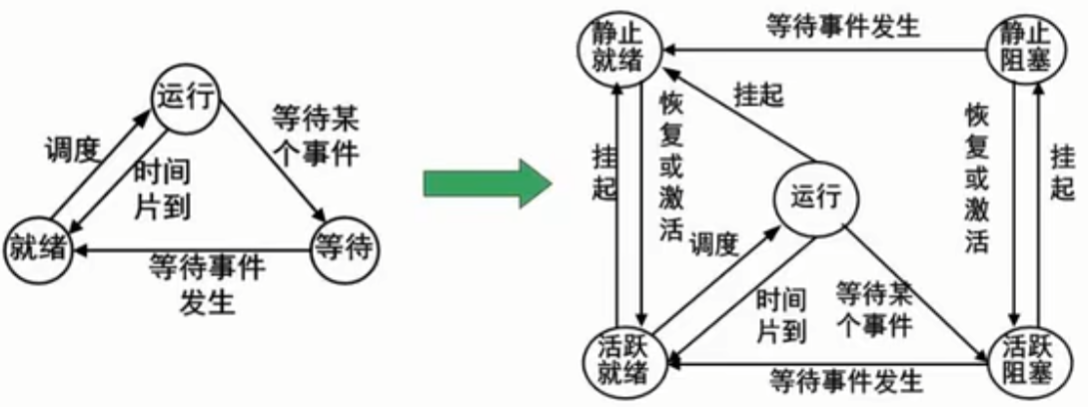 运行
调度
等待某
个事件
时间
片到
就绪
等待
等待事件
发生
静止
就绪
等待事件发生
静止
阻塞
挂起
恢复或激活
挂起
恢复或激活
挂起
运行
调度
时间
片到
等待某
个事件
活跃
就绪
等待事件发生
活跃
阻塞